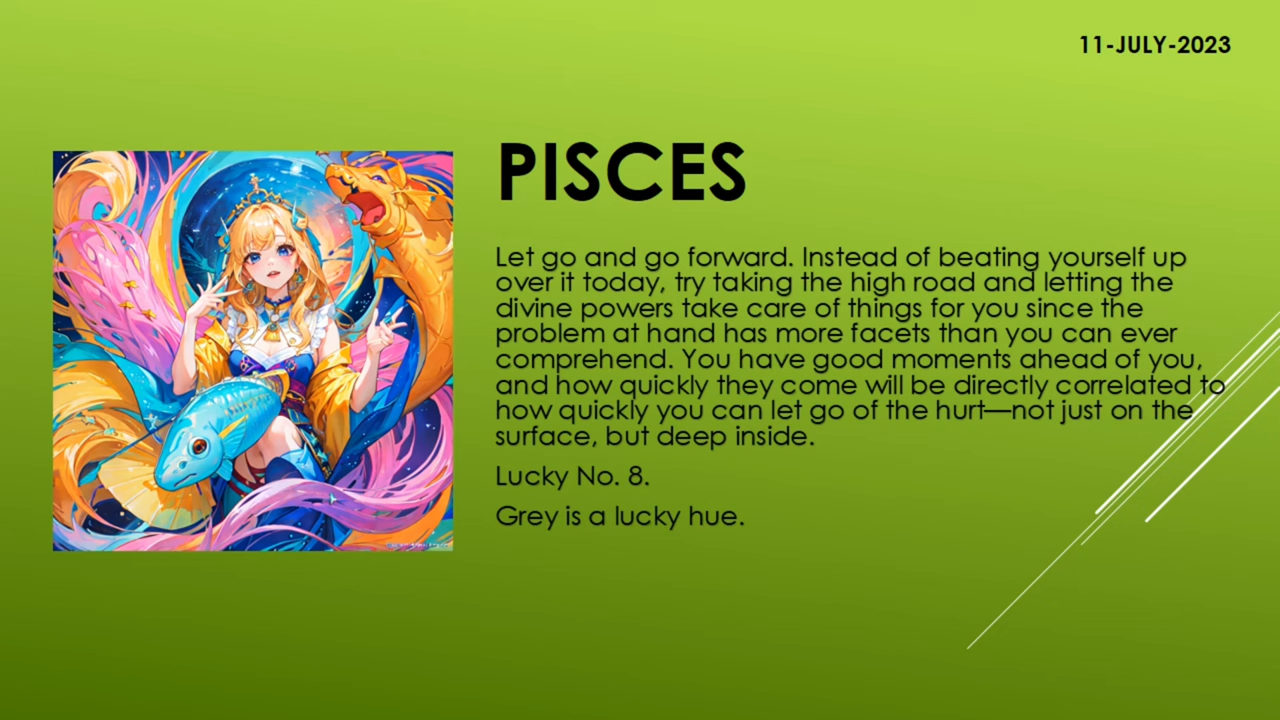 11-JULY-2023
PISCES
Let go and go forward. Instead of beating yourself up
over it today, try taking the high road and letting the
divine powers take care of things for you since the
problem at hand has more facets than you can ever
comprehend. You have good moments ahead of you,
and how quickly they come will be directly correlated to
how quickly you can let go of the hurt—not just on the
surface, but deep inside.
Lucky No. 8.
Grey is a lucky hue.